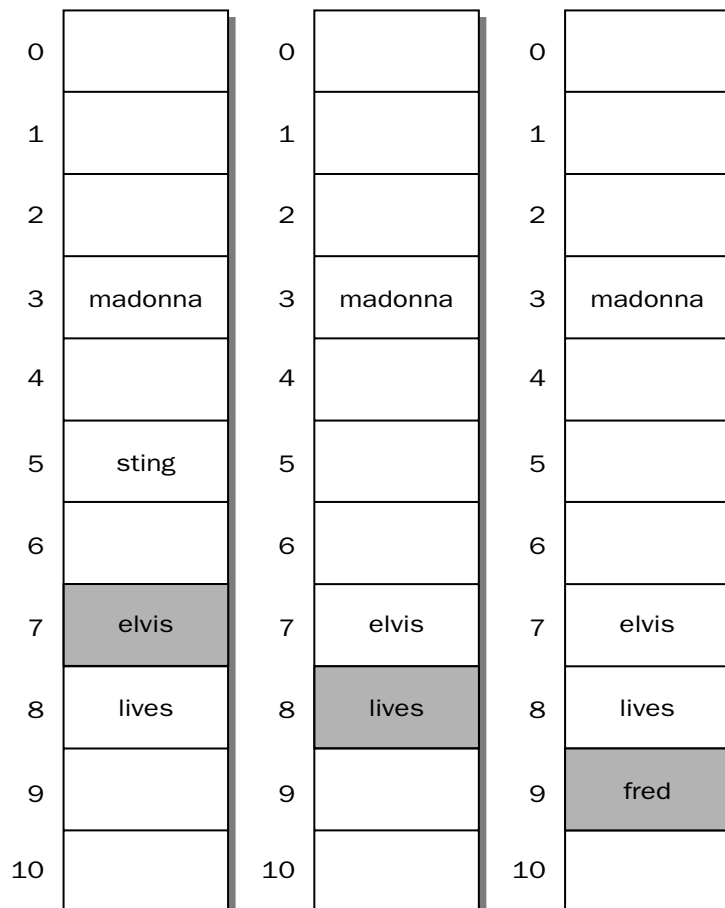 0 0 0
1 1 1
2 2 2
3 madonna 3 madonna 3 madonna
4 4 4
5 sting 5 5
6 6 6
7 elvis 7 elvis 7 elvis
8 lives 8 lives 8 lives
9 9 9 fred
10 10 10